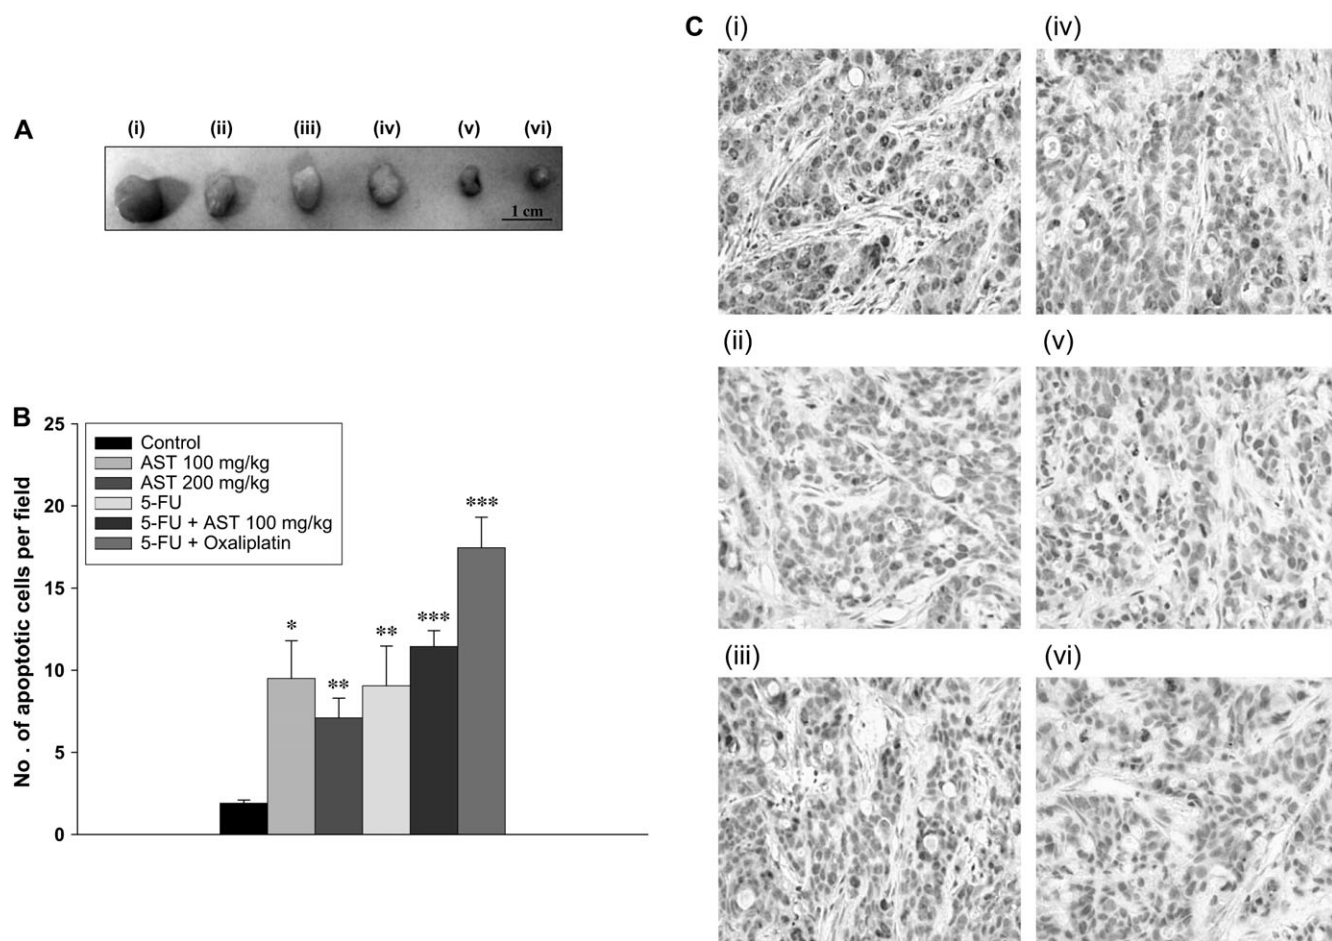 A
(i) (ii) (iii) (iv) (v) (vi)
1 cm
B
No . of apoptotic cells per field
25
20
15
10
5
0
Control
AST 100 mg/kg
AST 200 mg/kg
5-FU
5-FU + AST 100 mg/kg
5-FU + Oxaliplatin
*
**
**
***
***
C
(i)
(iv)
(ii)
(v)
(iii)
(vi)